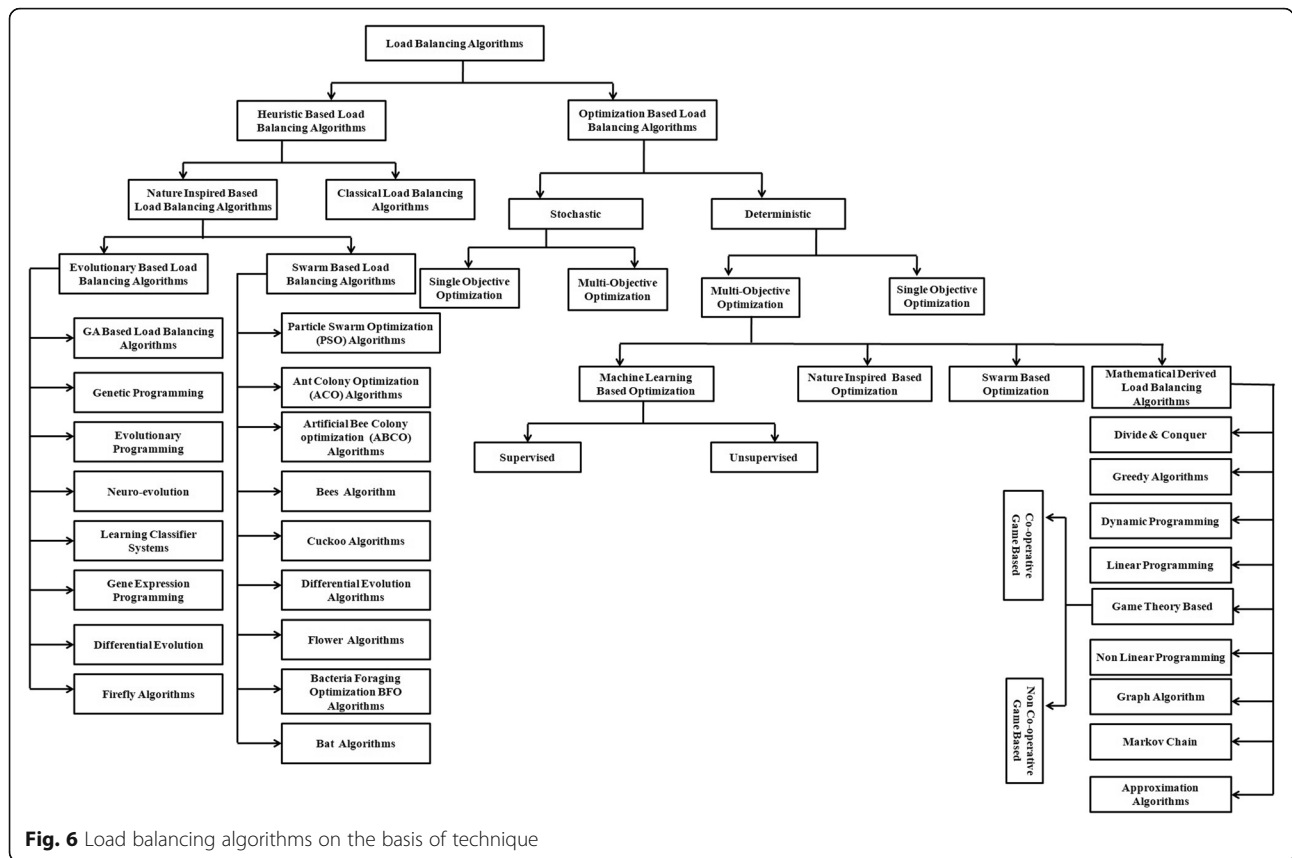 Load Balancing Algorithms
Heuristic Based Load
Balancing Algorithms
Optimization Based Load
Balancing Algorithms
Nature Inspired Based
Load Balancing Algorithms
Classical Load Balancing
Algorithms
Stochastic
Deterministic
Evolutionary Based Load
Balancing Algorithms
Swarm Based Load
Balancing Algorithms
Single Objective
Optimization
Multi-Objective
Optimization
Multi-Objective
Optimization
Single Objective
Optimization
GA Based Load Balancing
Algorithms
Genetic Programming
Evolutionary
Programming
Neuro-evolution
Learning Classifier
Systems
Gene Expression
Programming
Differential Evolution
Firefly Algorithms
Particle Swarm Optimization
(PSO) Algorithms
Ant Colony Optimization
(ACO) Algorithms
Artificial Bee Colony
optimization (ABCO)
Algorithms
Bees Algorithm
Cuckoo Algorithms
Differential Evolution
Algorithms
Flower Algorithms
Bacteria Foraging
Optimization BFO
Algorithms
Bat Algorithms
Machine Learning
Based Optimization
Nature Inspired Based
Optimization
Swarm Based
Optimization
Mathematical Derived
Load Balancing
Algorithms
Supervised
Unsupervised
Divide & Conquer
Greedy Algorithms
Dynamic Programming
Linear Programming
Game Theory Based
Non Linear Programming
Graph Algorithm
Markov Chain
Approximation
Algorithms
Co-operative
Game Based
Non Co-operative
Game Based
Fig. 6 Load balancing algorithms on the basis of technique